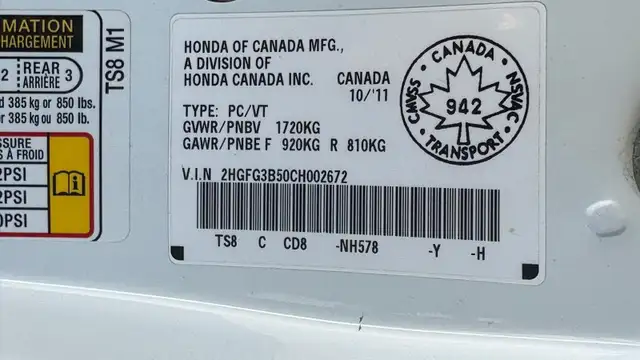 MATION
HARGEMENT
2 REAR 3
ARRIÈRE
d 385 kg or 850 lbs.
r 385 kg ou 850 lb.
SSURE
S À FROID
2PSI
2PSI
0PSI
TS8 M1
HONDA OF CANADA MFG.,
A DIVISION OF
HONDA CANADA INC. CANADA
10/'11
TYPE: PC/VT
GVWR/PNBV 1720KG
GAWR/PNBE F 920KG R 810KG
V.I.N 2HGFG3B50CH002672
TS8 C CD8 -NH578 -Y -H
CANADA
CMVSS
942
NSVAC
TRANSPORT